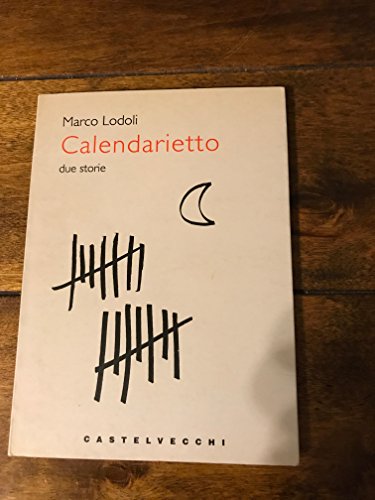 Marco Lodoli
Calendarietto
due storie
CASTELVECCHI